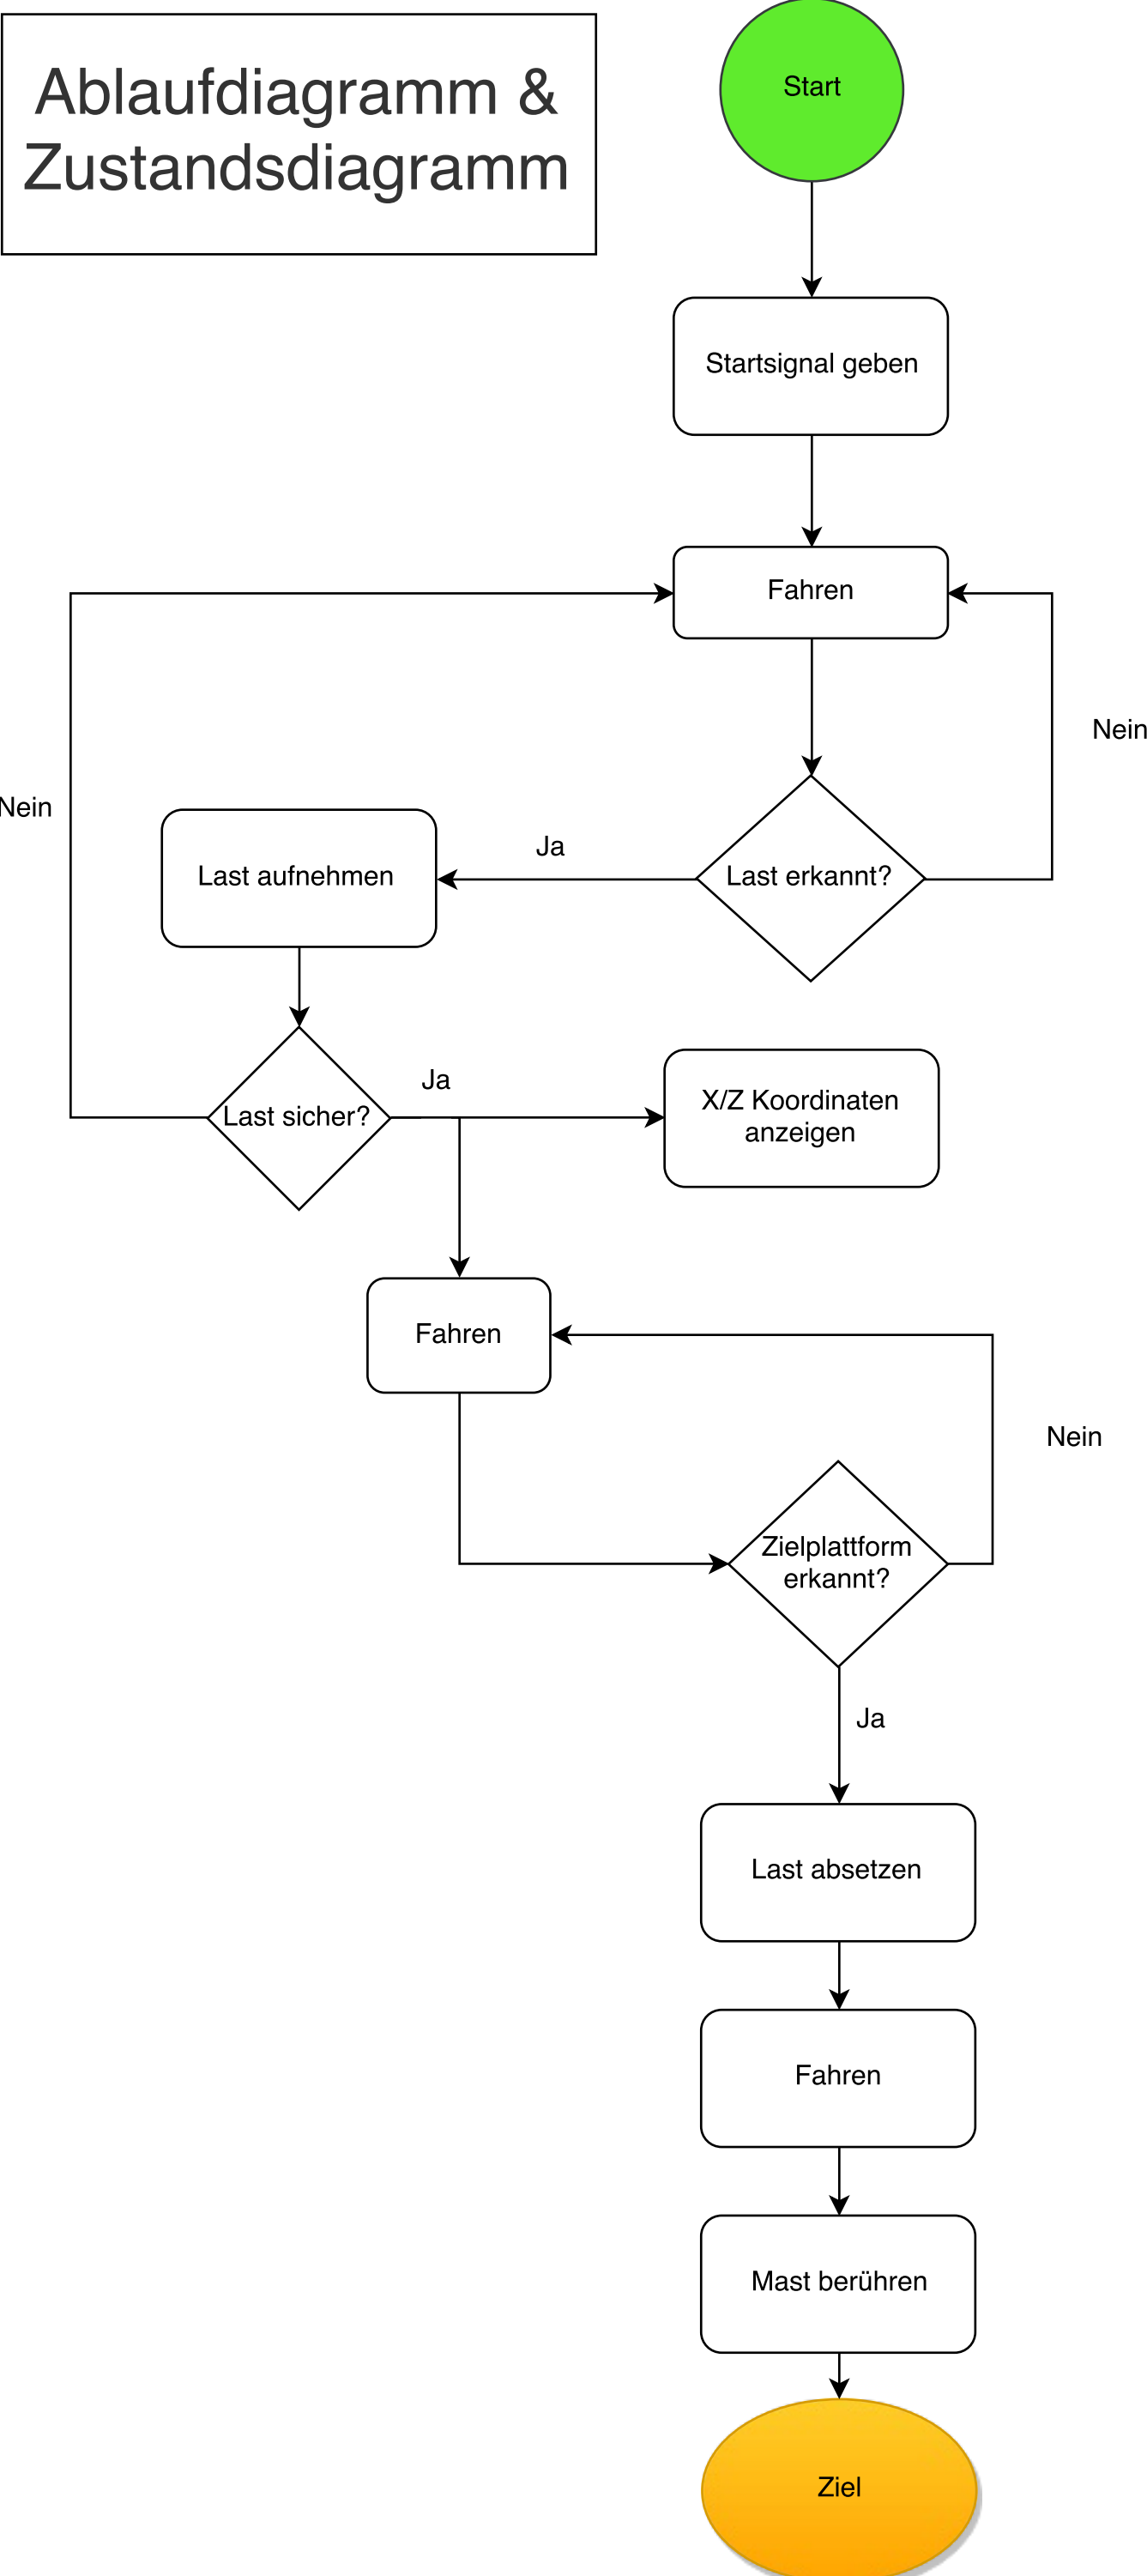 Ablaufdiagramm &
Zustandsdiagramm
Start
Startsignal geben
Fahren
Nein
Nein
Ja
Last aufnehmen
Last erkannt?
Ja
Last sicher?
X/Z Koordinaten
anzeigen
Fahren
Nein
Zielplattform
erkannt?
Ja
Last absetzen
Fahren
Mast berühren
Ziel